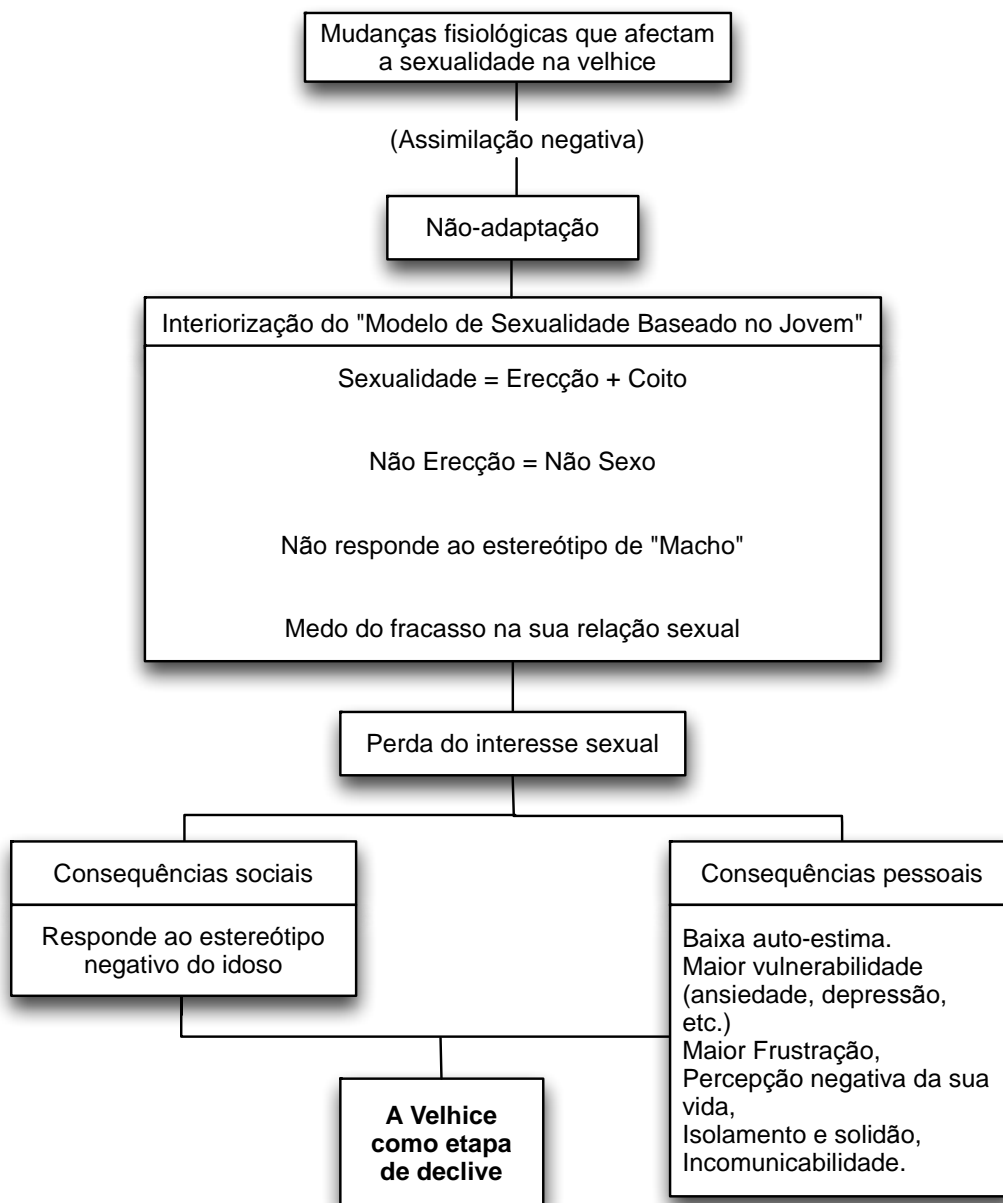 Mudanças fisiológicas que afectam
a sexualidade na velhice
(Assimilação negativa)
Não-adaptação
Interiorização do "Modelo de Sexualidade Baseado no Jovem"
Sexualidade = Erecção + Coito
Não Erecção = Não Sexo
Não responde ao estereótipo de "Macho"
Medo do fracasso na sua relação sexual
Perda do interesse sexual
Consequências sociais
Responde ao estereótipo
negativo do idoso
Consequências pessoais
Baixa auto-estima.
Maior vulnerabilidade
(ansiedade, depressão,
etc.)
Maior Frustração,
Percepção negativa da sua
vida,
Isolamento e solidão,
Incomunicabilidade.
A Velhice
como etapa
de declive